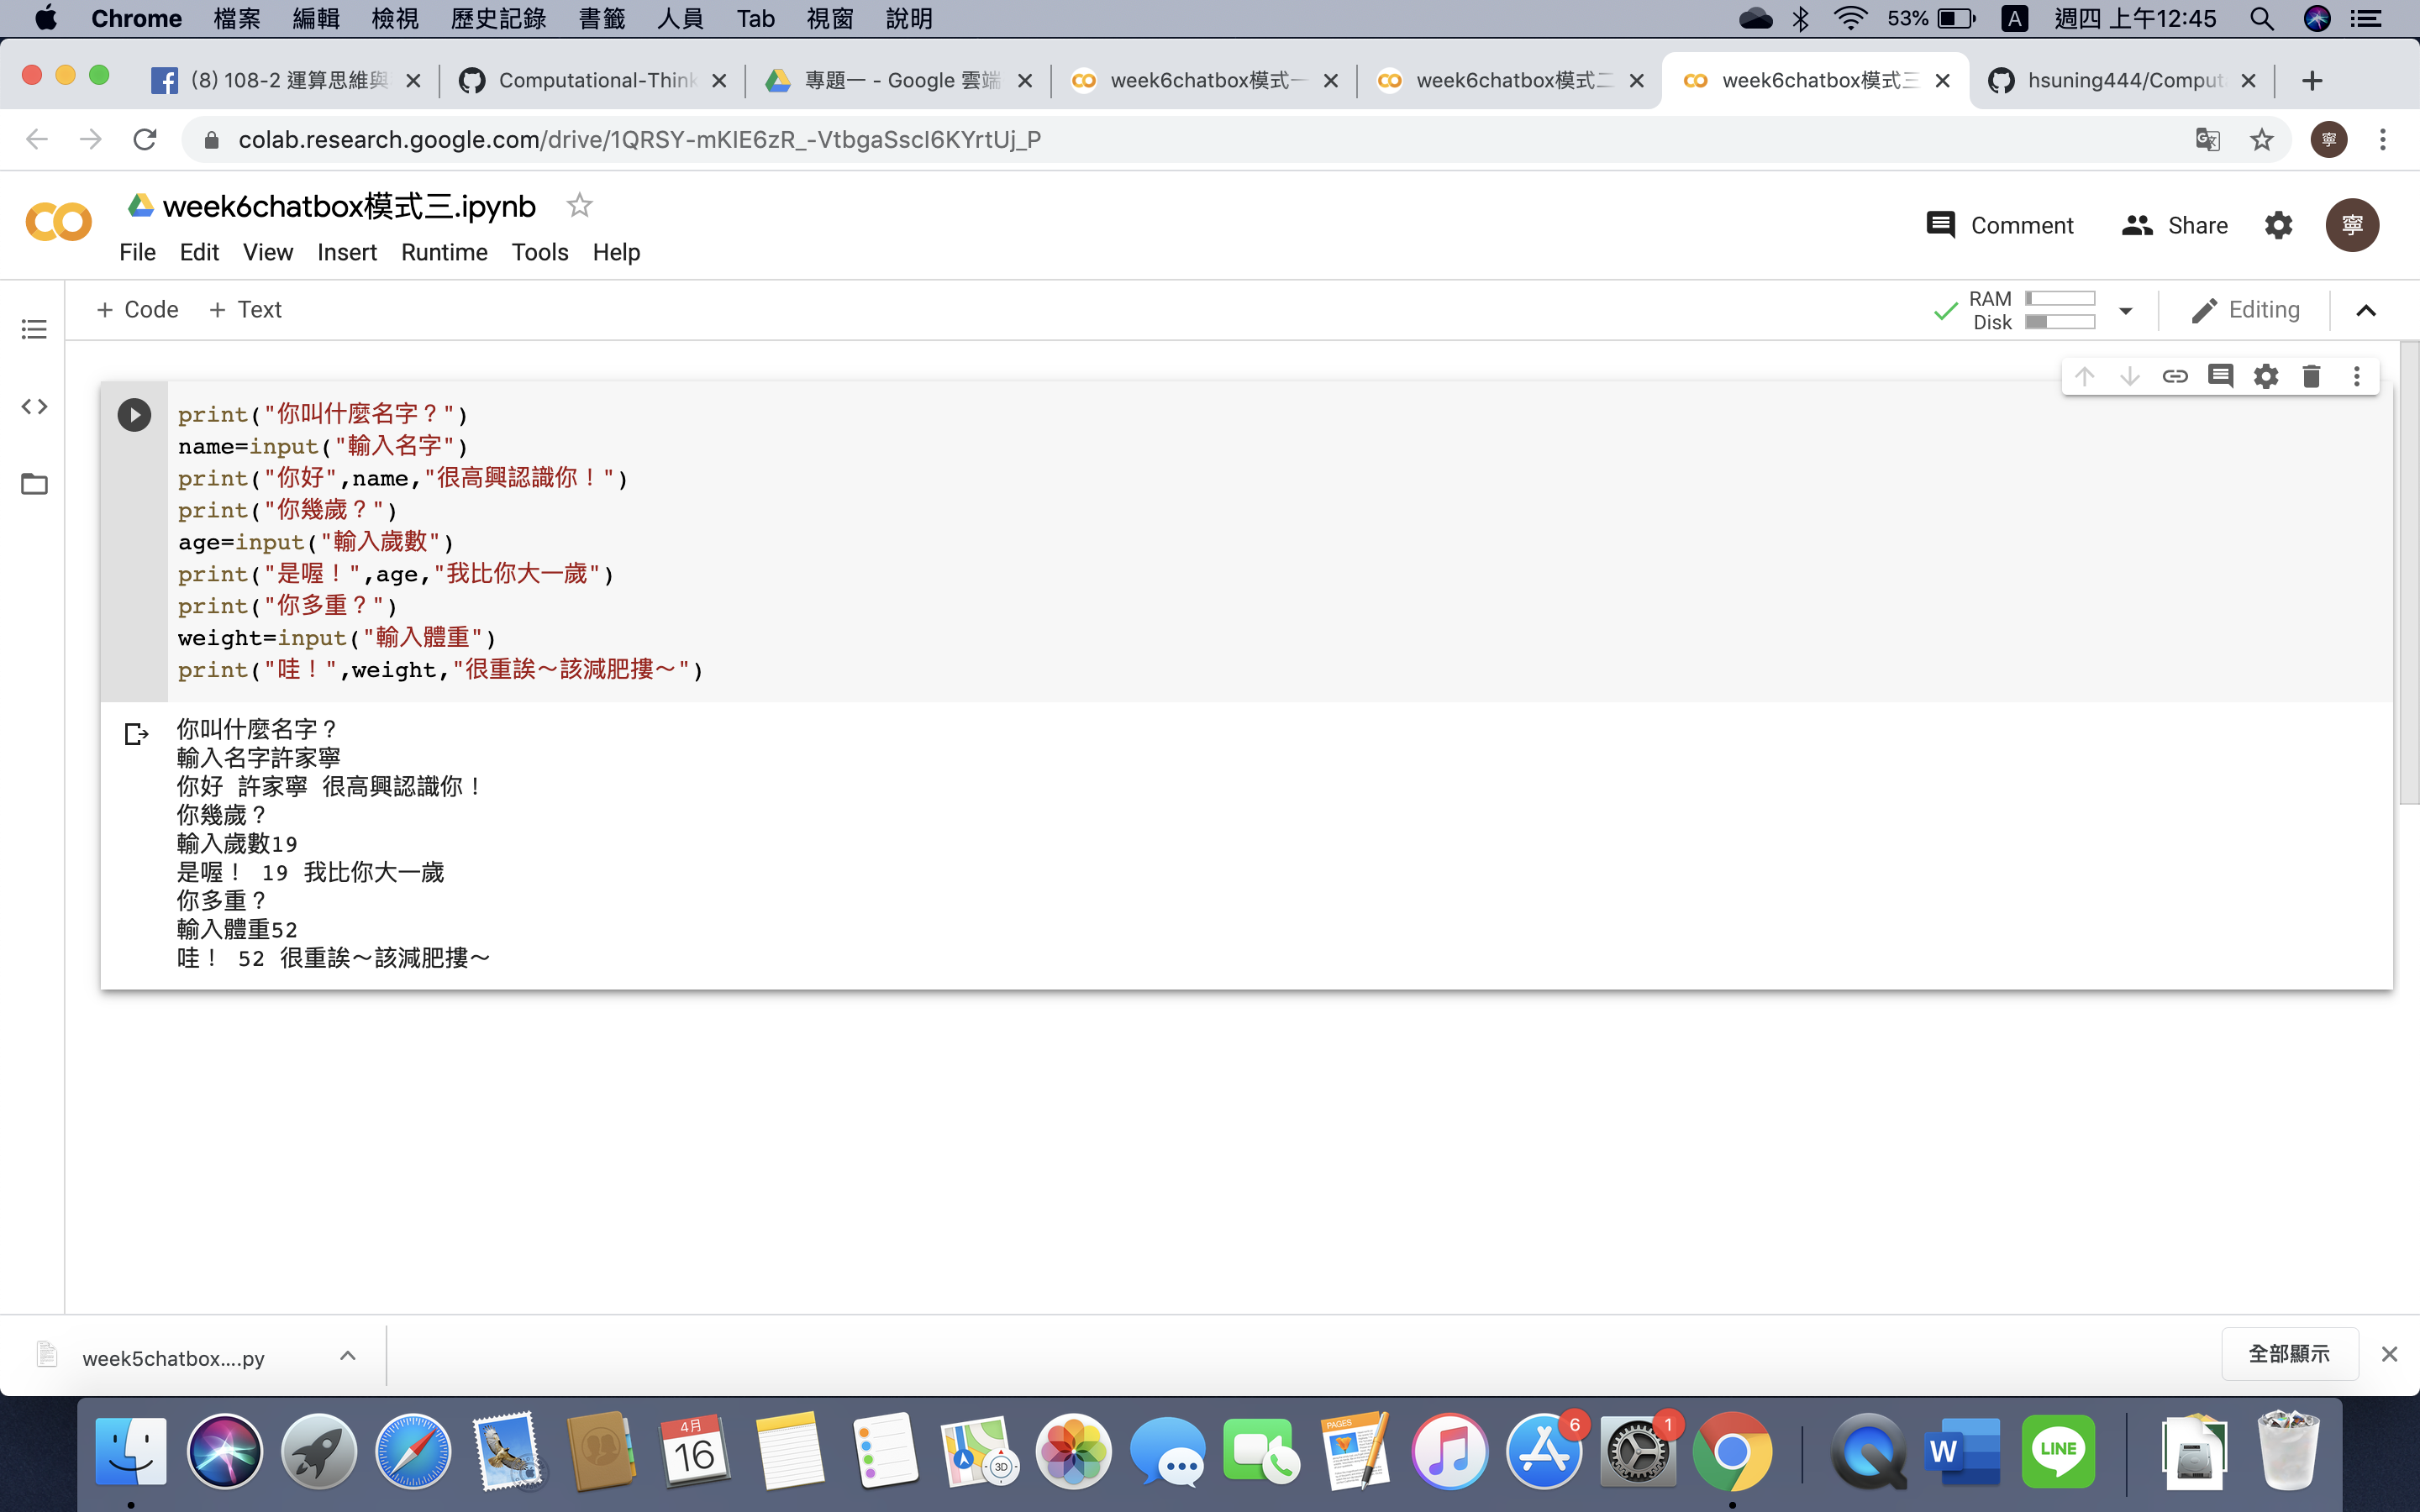 Chrome 檔案 編輯 檢視 歷史記錄 書籤 人員 Tab 視窗 說明 53% A 週四 上午12:45
(8) 108-2 運算思維與 Computational-Think 專題一 - Google 雲端 week6chatbox模式一 week6chatbox模式二 week6chatbox模式三 hsuning444/Comput
colab.research.google.com/drive/1QRSY-mKIE6zR_-VtbgaSscI6KYrtUj_P 寧
week6chatbox模式三.ipynb
Comment Share 寧
File Edit View Insert Runtime Tools Help
+ Code + Text RAM Disk Editing
print("你叫什麼名字？")
name=input("輸入名字")
print("你好",name,"很高興認識你！")
print("你幾歲？")
age=input("輸入歲數")
print("是喔！",age,"我比你大一歲")
print("你多重？")
weight=input("輸入體重")
print("哇！",weight,"很重誒～該減肥摟～")
你叫什麼名字？
輸入名字許家寧
你好 許家寧 很高興認識你！
你幾歲？
輸入歲數19
是喔！ 19 我比你大一歲
你多重？
輸入體重52
哇！ 52 很重誒～該減肥摟～
week5chatbox....py 全部顯示
4月
16
3D
PAGES
6
1
W
LINE